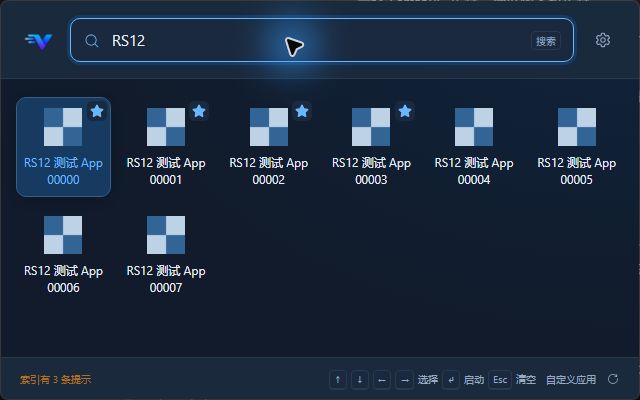 RS12
搜索
RS12 测试 App
00000
RS12 测试 App
00001
RS12 测试 App
00002
RS12 测试 App
00003
RS12 测试 App
00004
RS12 测试 App
00005
RS12 测试 App
00006
RS12 测试 App
00007
索引有 3 条提示
↑ ↓ ← → 选择 ↵ 启动 Esc 清空 自定义应用